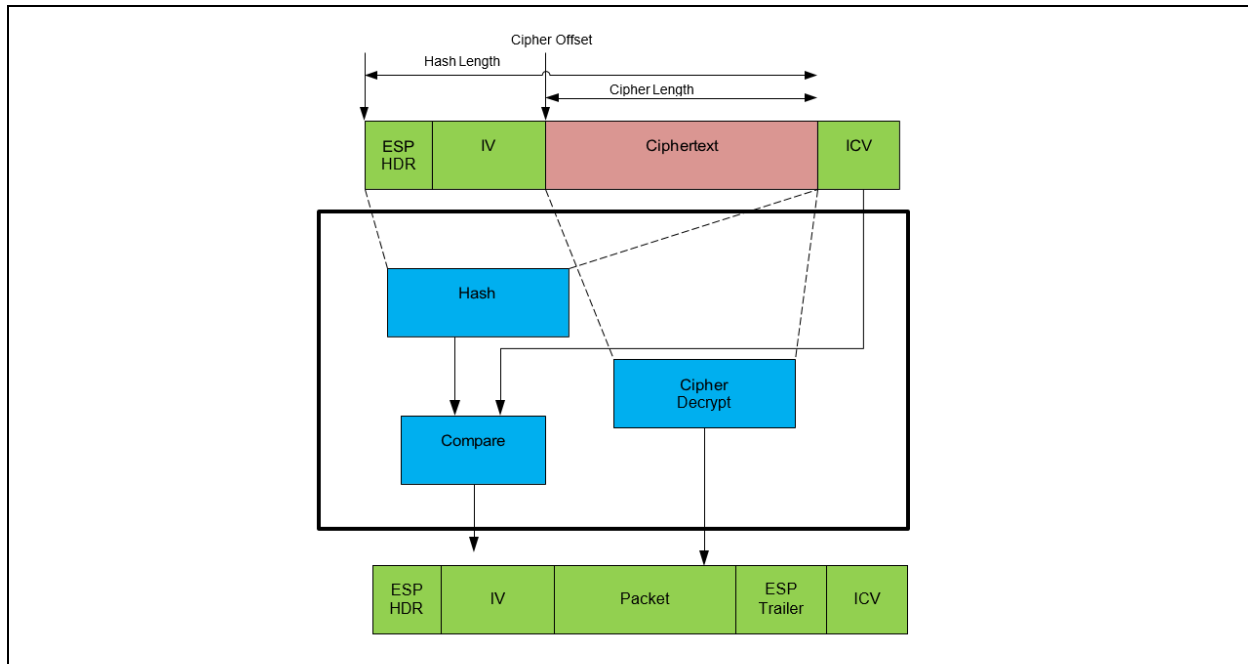 Cipher Offset
Hash Length
Cipher Length
ESP
HDR
IV
Ciphertext
ICV
Hash
Cipher
Decrypt
Compare
ESP
HDR
IV
Packet
ESP
Trailer
ICV